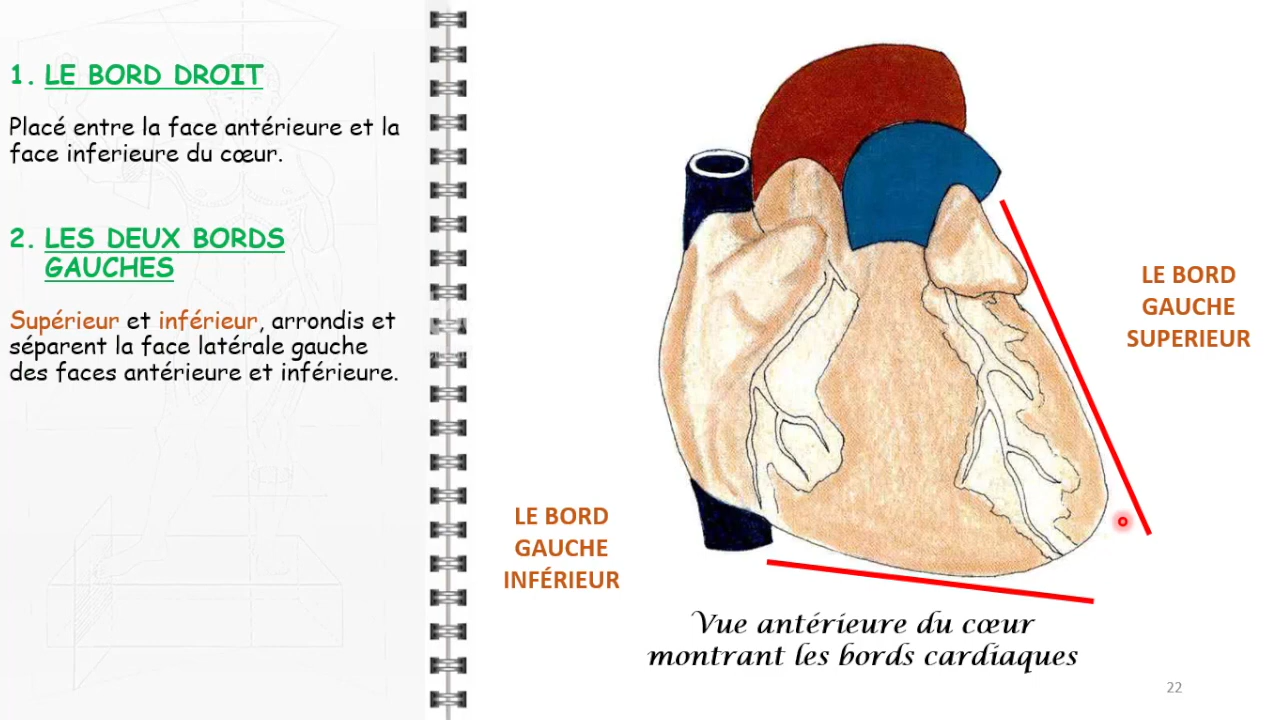 1. LE BORD DROIT
Placé entre la face antérieure et la
face inferieure du cœur.
2. LES DEUX BORDS
GAUCHES
Supérieur et inférieur, arrondis et
séparent la face latérale gauche
des faces antérieure et inférieure.
LE BORD
GAUCHE
SUPERIEUR
LE BORD
GAUCHE
INFÉRIEUR
Vue antérieure du cœur
montrant les bords cardiaques
22